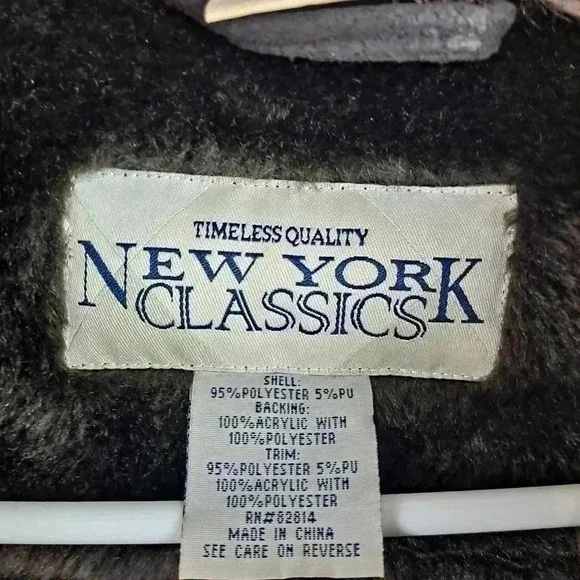 TIMELESS QUALITY
NEW YORK
CLASSICS
SHELL:
95%POLYESTER 5%PU
BACKING:
100%ACRYLIC WITH
100%POLYESTER
TRIM:
95%POLYESTER 5%PU
100%ACRYLIC WITH
100%POLYESTER
RN#82814
MADE IN CHINA
SEE CARE ON REVERSE